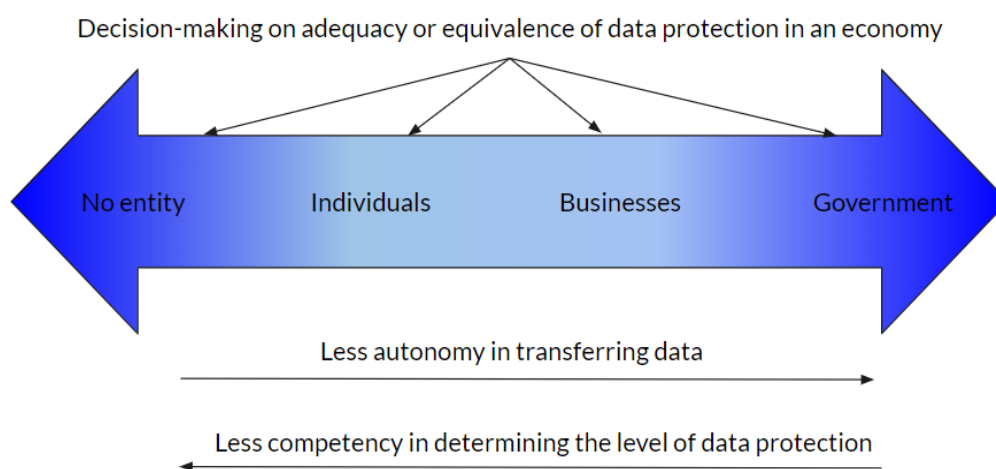 Decision-making on adequacy or equivalence of data protection in an economy
No entity
Individuals
Businesses
Government
Less autonomy in transferring data
Less competency in determining the level of data protection